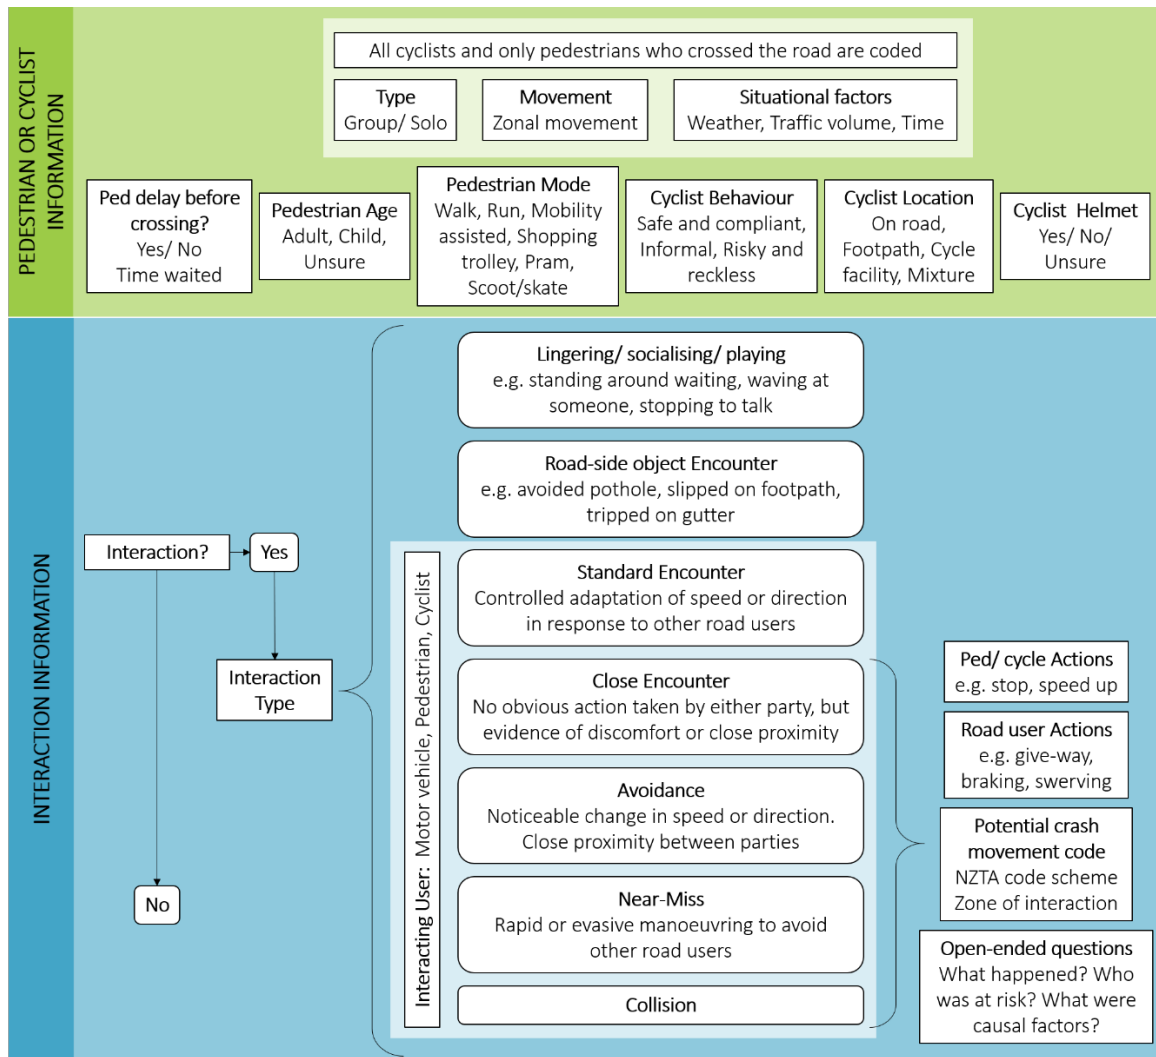 PEDESTRIAN OR CYCLIST
INFORMATION
All cyclists and only pedestrians who crossed the road are coded
Type
Group/ Solo
Movement
Zonal movement
Situational factors
Weather, Traffic volume, Time
Ped delay before
crossing?
Yes/ No
Time waited
Pedestrian Age
Adult, Child,
Unsure
Pedestrian Mode
Walk, Run, Mobility
assisted, Shopping
trolley, Pram,
Scoot/skate
Cyclist Behaviour
Safe and compliant,
Informal, Risky and
reckless
Cyclist Location
On road,
Footpath, Cycle
facility, Mixture
Cyclist Helmet
Yes/ No/
Unsure
INTERACTION INFORMATION
Interaction?
Yes
No
Interaction
Type
Lingering/ socialising/ playing
e.g. standing around waiting, waving at
someone, stopping to talk
Road-side object Encounter
e.g. avoided pothole, slipped on footpath,
tripped on gutter
Interacting User: Motor vehicle, Pedestrian, Cyclist
Standard Encounter
Controlled adaptation of speed or direction
in response to other road users
Close Encounter
No obvious action taken by either party, but
evidence of discomfort or close proximity
Avoidance
Noticeable change in speed or direction.
Close proximity between parties
Near-Miss
Rapid or evasive manoeuvring to avoid
other road users
Collision
Ped/ cycle Actions
e.g. stop, speed up
Road user Actions
e.g. give-way,
braking, swerving
Potential crash
movement code
NZTA code scheme
Zone of interaction
Open-ended questions
What happened? Who
was at risk? What were
causal factors?